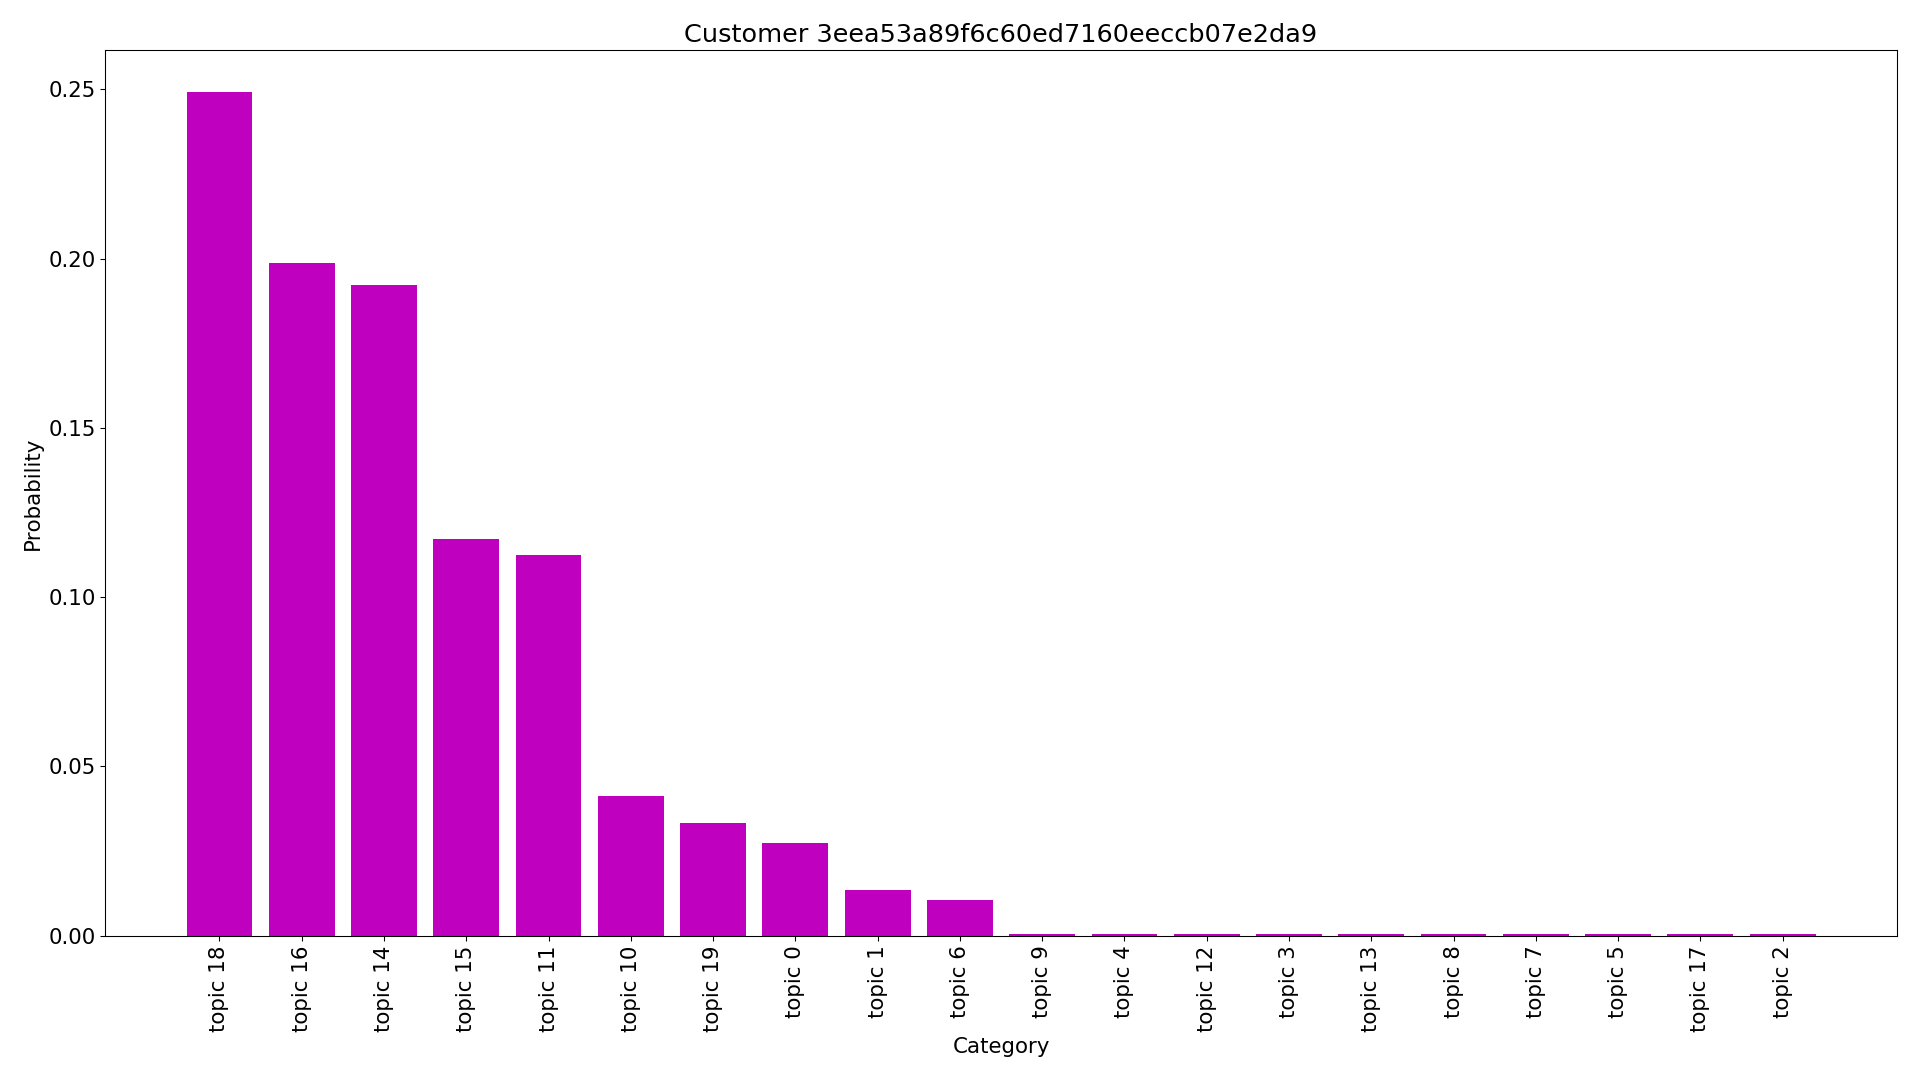 Customer 3eea53a89f6c60ed7160eeccb07e2da9
0.25
0.20
0.15
0.10
0.05
0.00
Probability
topic 18
topic 16
topic 14
topic 15
topic 11
topic 10
topic 19
topic 0
topic 1
topic 6
topic 9
topic 4
topic 12
topic 3
topic 13
topic 8
topic 7
topic 5
topic 17
topic 2
Category